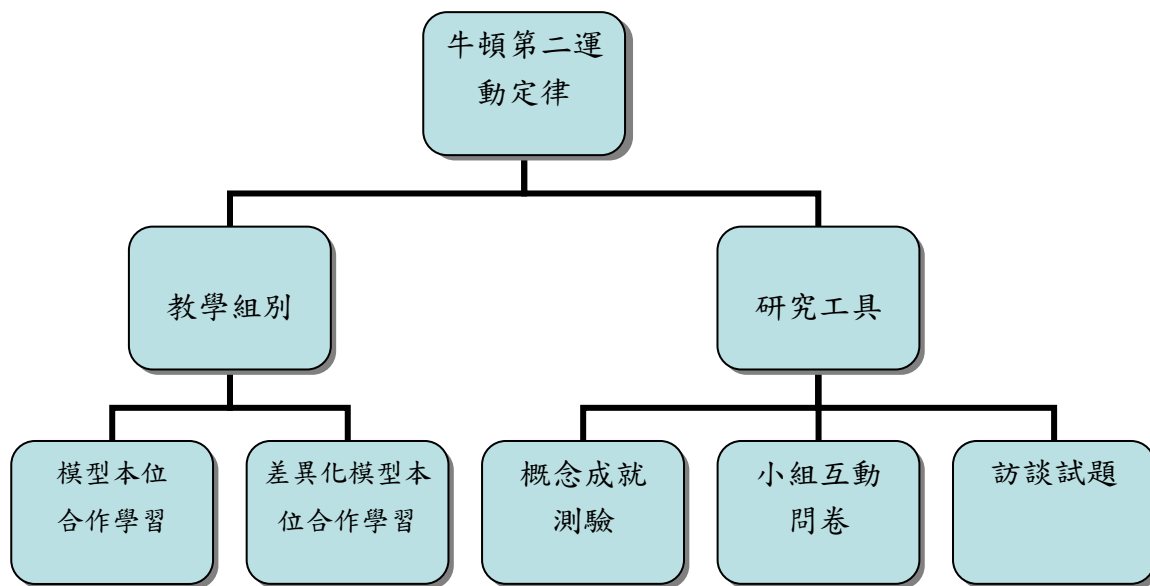 牛頓第二運
動定律
教學組別
研究工具
模型本位
合作學習
差異化模型本
位合作學習
概念成就
測驗
小組互動
問卷
訪談試題